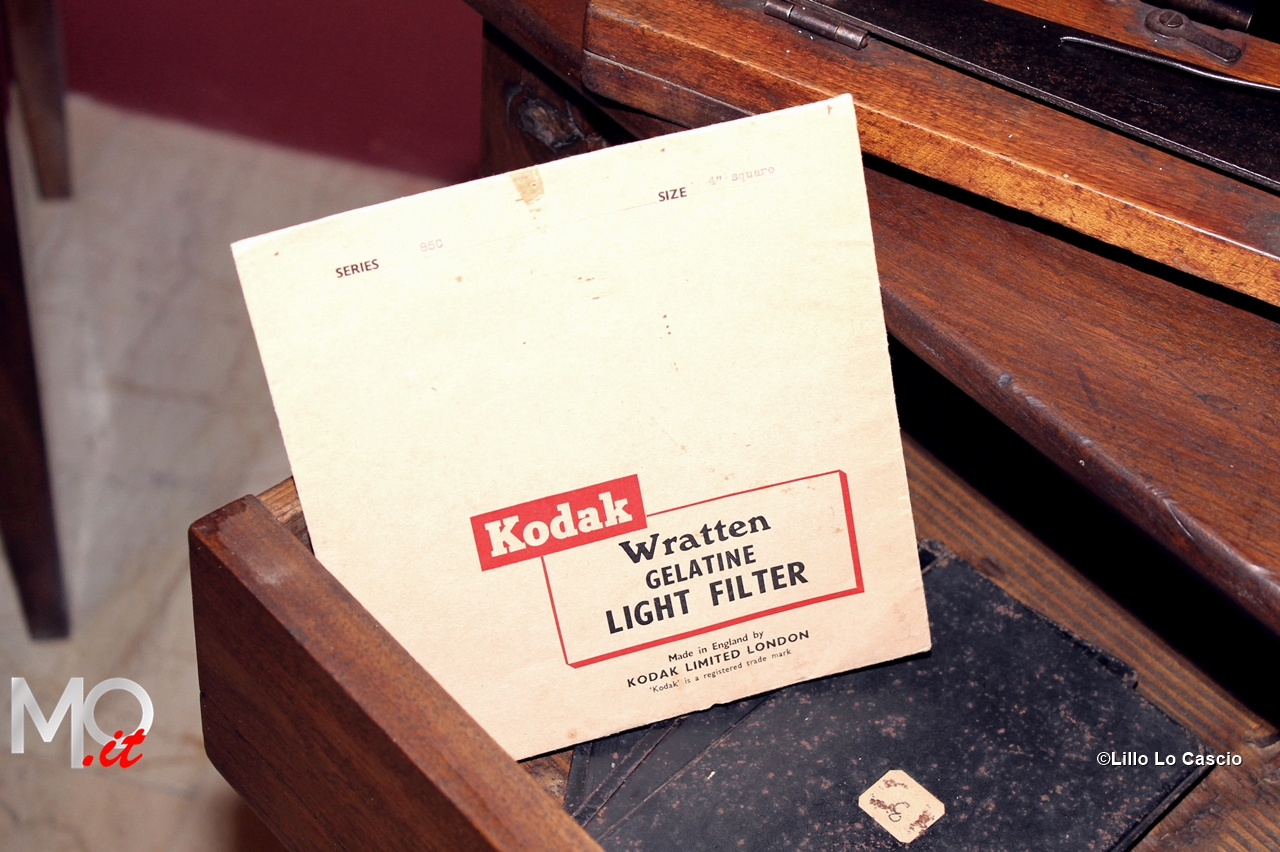 SIZE 4" square
SERIES 85C
Kodak
Wratten
GELATINE
LIGHT FILTER
Made in England by
KODAK LIMITED LONDON
'Kodak' is a registered trade mark
MO.it
©Lillo Lo Cascio